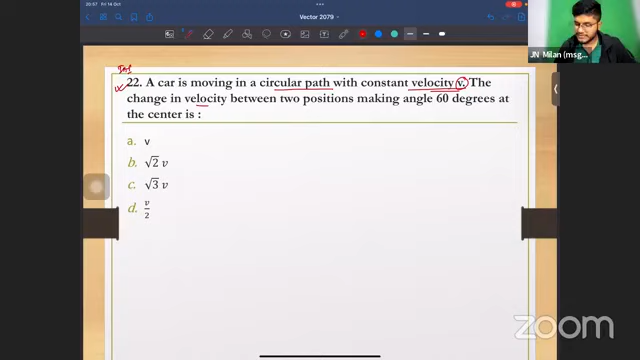 20:57 Fri 14 Oct
Vector 2079
JN Milan (msg...
22. A car is moving in a circular path with constant velocity v. The
change in velocity between two positions making angle 60 degrees at
the center is :
a. v
b. √2 v
c. √3 v
d. v/2
zoom